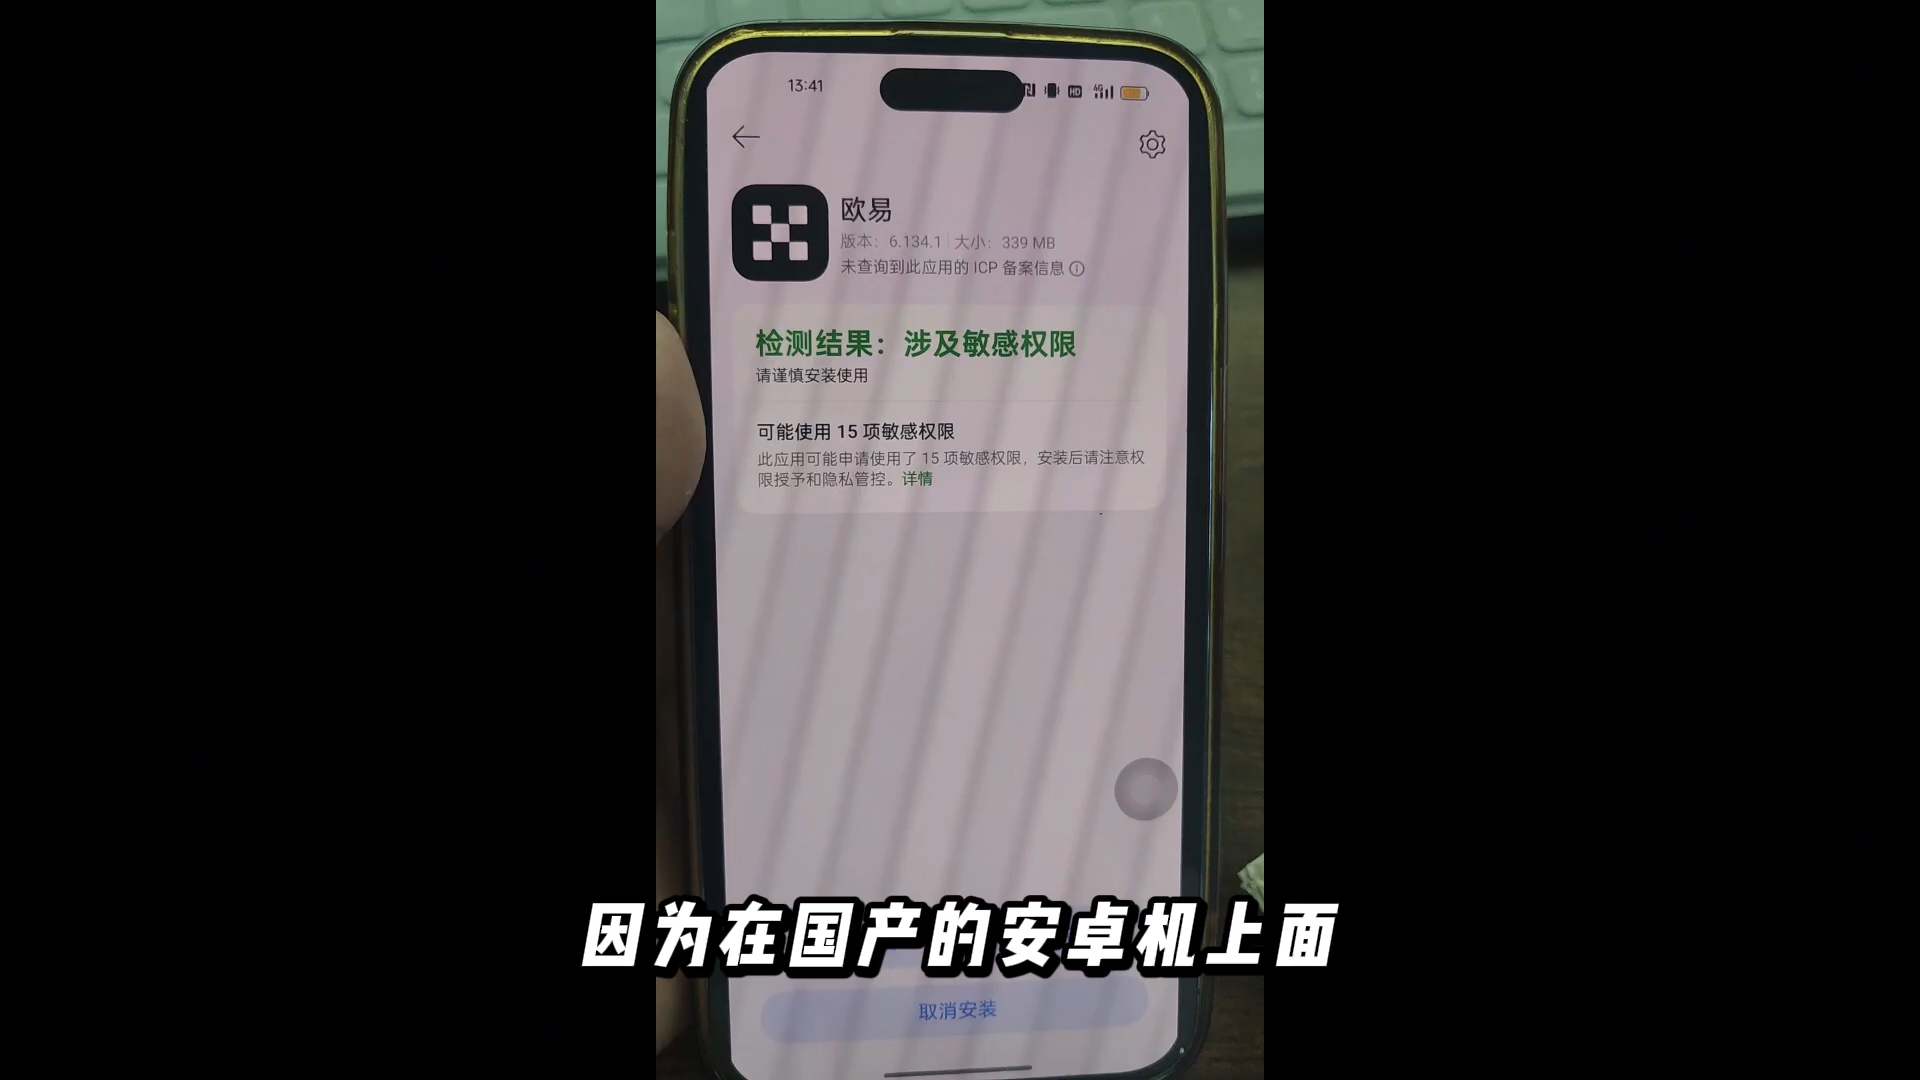 13:41
HD 4G
欧易
版本：6.134.1 大小：339 MB
未查询到此应用的 ICP 备案信息
检测结果：涉及敏感权限
请谨慎安装使用
可能使用 15 项敏感权限
此应用可能申请使用了 15 项敏感权限，安装后请注意权
限授予和隐私管控。详情
因为在国产的安卓机上面
取消安装